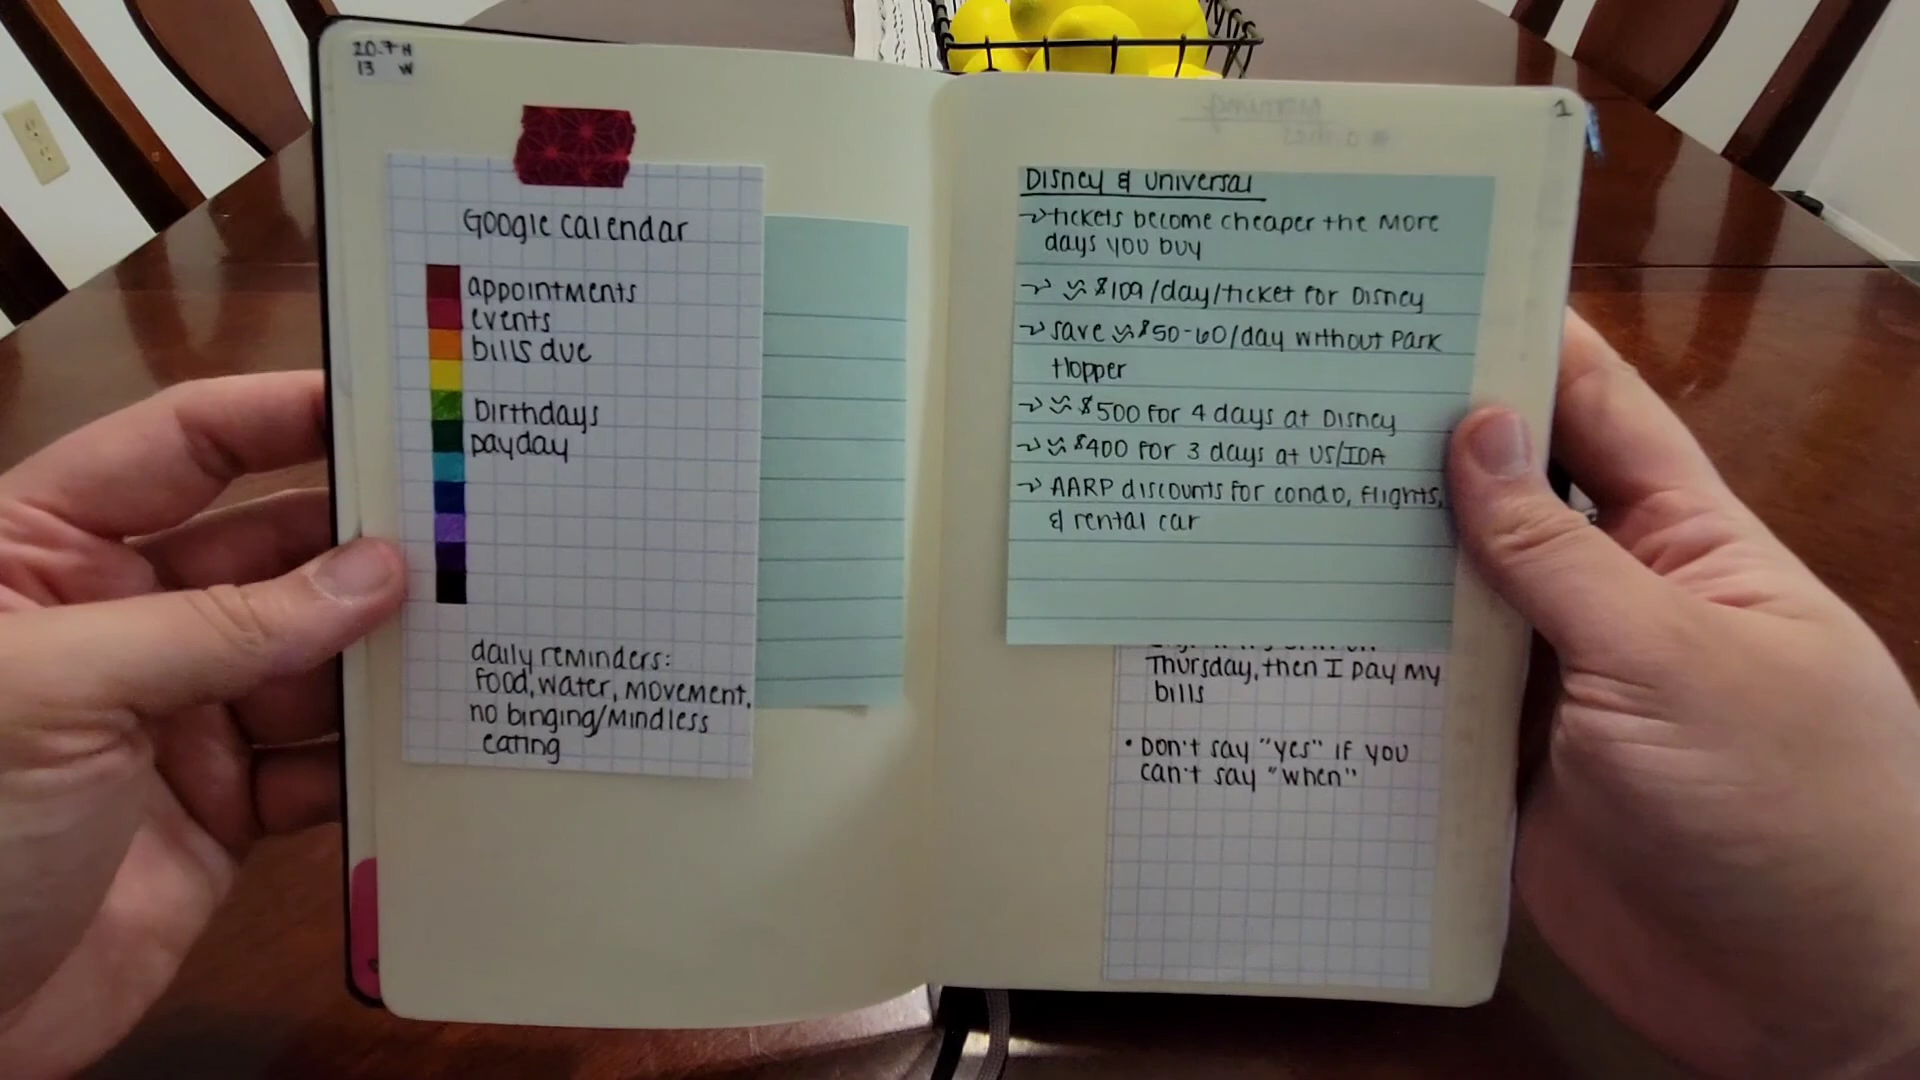 20.7 H
13 W
Google calendar
appointments
events
bills due
birthdays
payday
daily reminders:
food, water, movement,
no binging/mindless
eating
1
Disney & Universal
→ tickets become cheaper the more
days you buy
→ ≈ $109/day/ticket for Disney
→ save ≈ $50-60/day without Park
Hopper
→ ≈ $500 for 4 days at Disney
→ ≈ $400 for 3 days at US/IOA
→ AARP discounts for condo, flights,
& rental car
Thursday, then I pay my
bills
• Don't say "yes" if you
can't say "when"